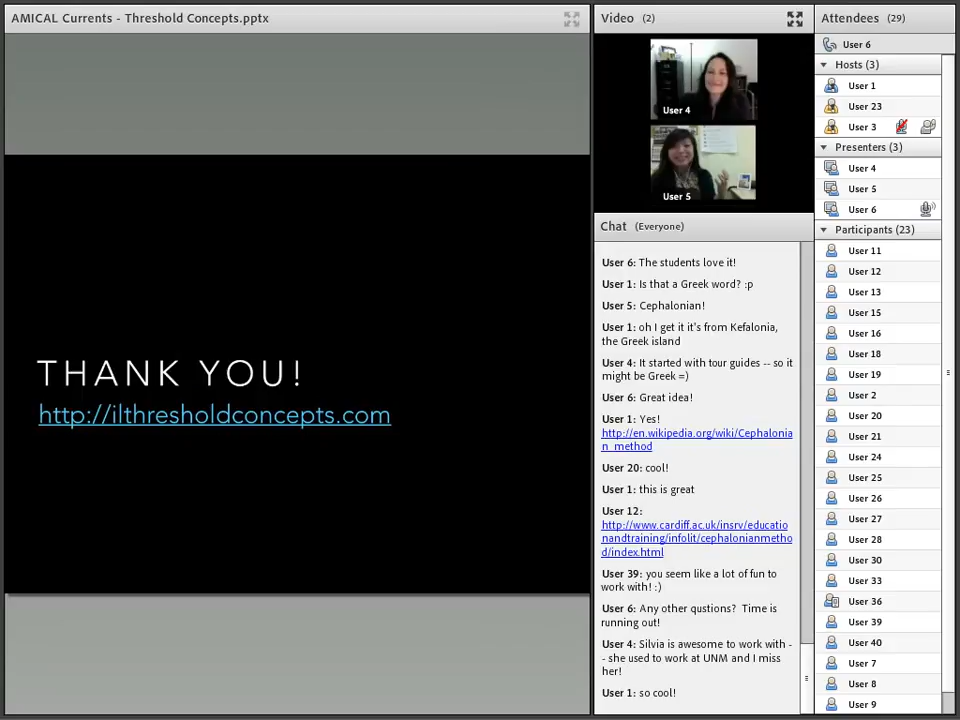 AMICAL Currents - Threshold Concepts.pptx
THANK YOU!
http://ilthresholdconcepts.com
Video (2)
User 4
User 5
Chat (Everyone)
User 6: The students love it!
User 1: Is that a Greek word? :p
User 5: Cephalonian!
User 1: oh I get it it's from Kefalonia,
the Greek island
User 4: It started with tour guides -- so it
might be Greek =)
User 6: Great idea!
User 1: Yes!
http://en.wikipedia.org/wiki/Cephalonia
n_method
User 20: cool!
User 1: this is great
User 12:
http://www.cardiff.ac.uk/insrv/educatio
nandtraining/infolit/cephalonianmetho
d/index.html
User 39: you seem like a lot of fun to
work with! :)
User 6: Any other qustions? Time is
running out!
User 4: Silvia is awesome to work with -
- she used to work at UNM and I miss
her!
User 1: so cool!
Attendees (29)
User 6
Hosts (3)
User 1
User 23
User 3
Presenters (3)
User 4
User 5
User 6
Participants (23)
User 11
User 12
User 13
User 15
User 16
User 18
User 19
User 2
User 20
User 21
User 24
User 25
User 26
User 27
User 28
User 30
User 33
User 36
User 39
User 40
User 7
User 8
User 9